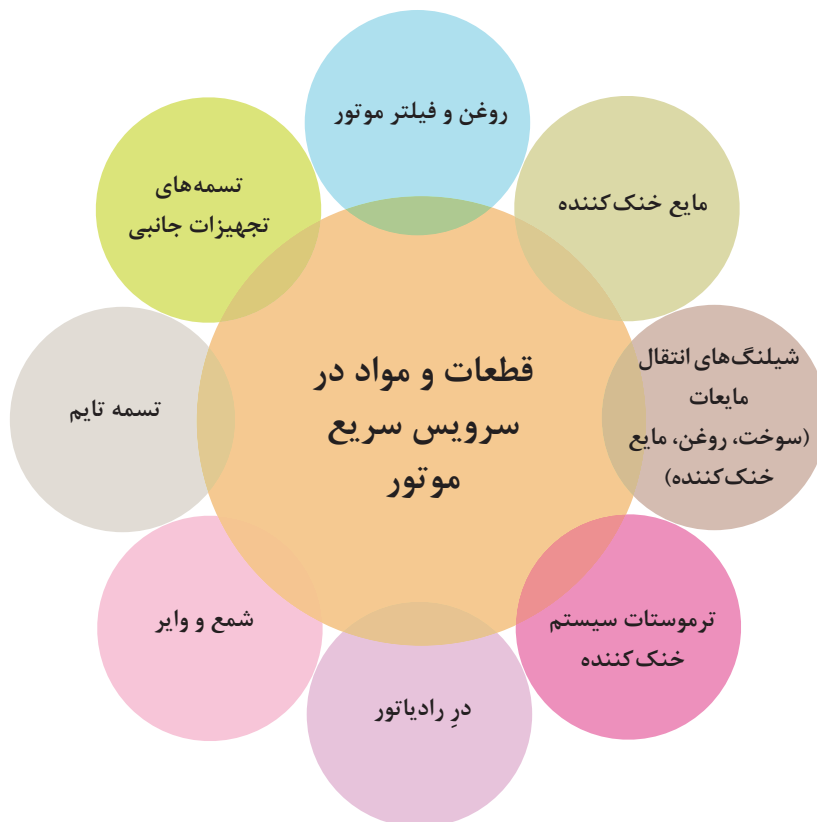 قطعات و مواد در
سرویس سریع
موتور
روغن و فیلتر موتور
مایع خنک‌کننده
شیلنگ‌های انتقال
مایعات
(سوخت، روغن، مایع
خنک‌کننده)
ترموستات سیستم
خنک‌کننده
درِ رادیاتور
شمع و وایر
تسمه تایم
تسمه‌های
تجهیزات جانبی